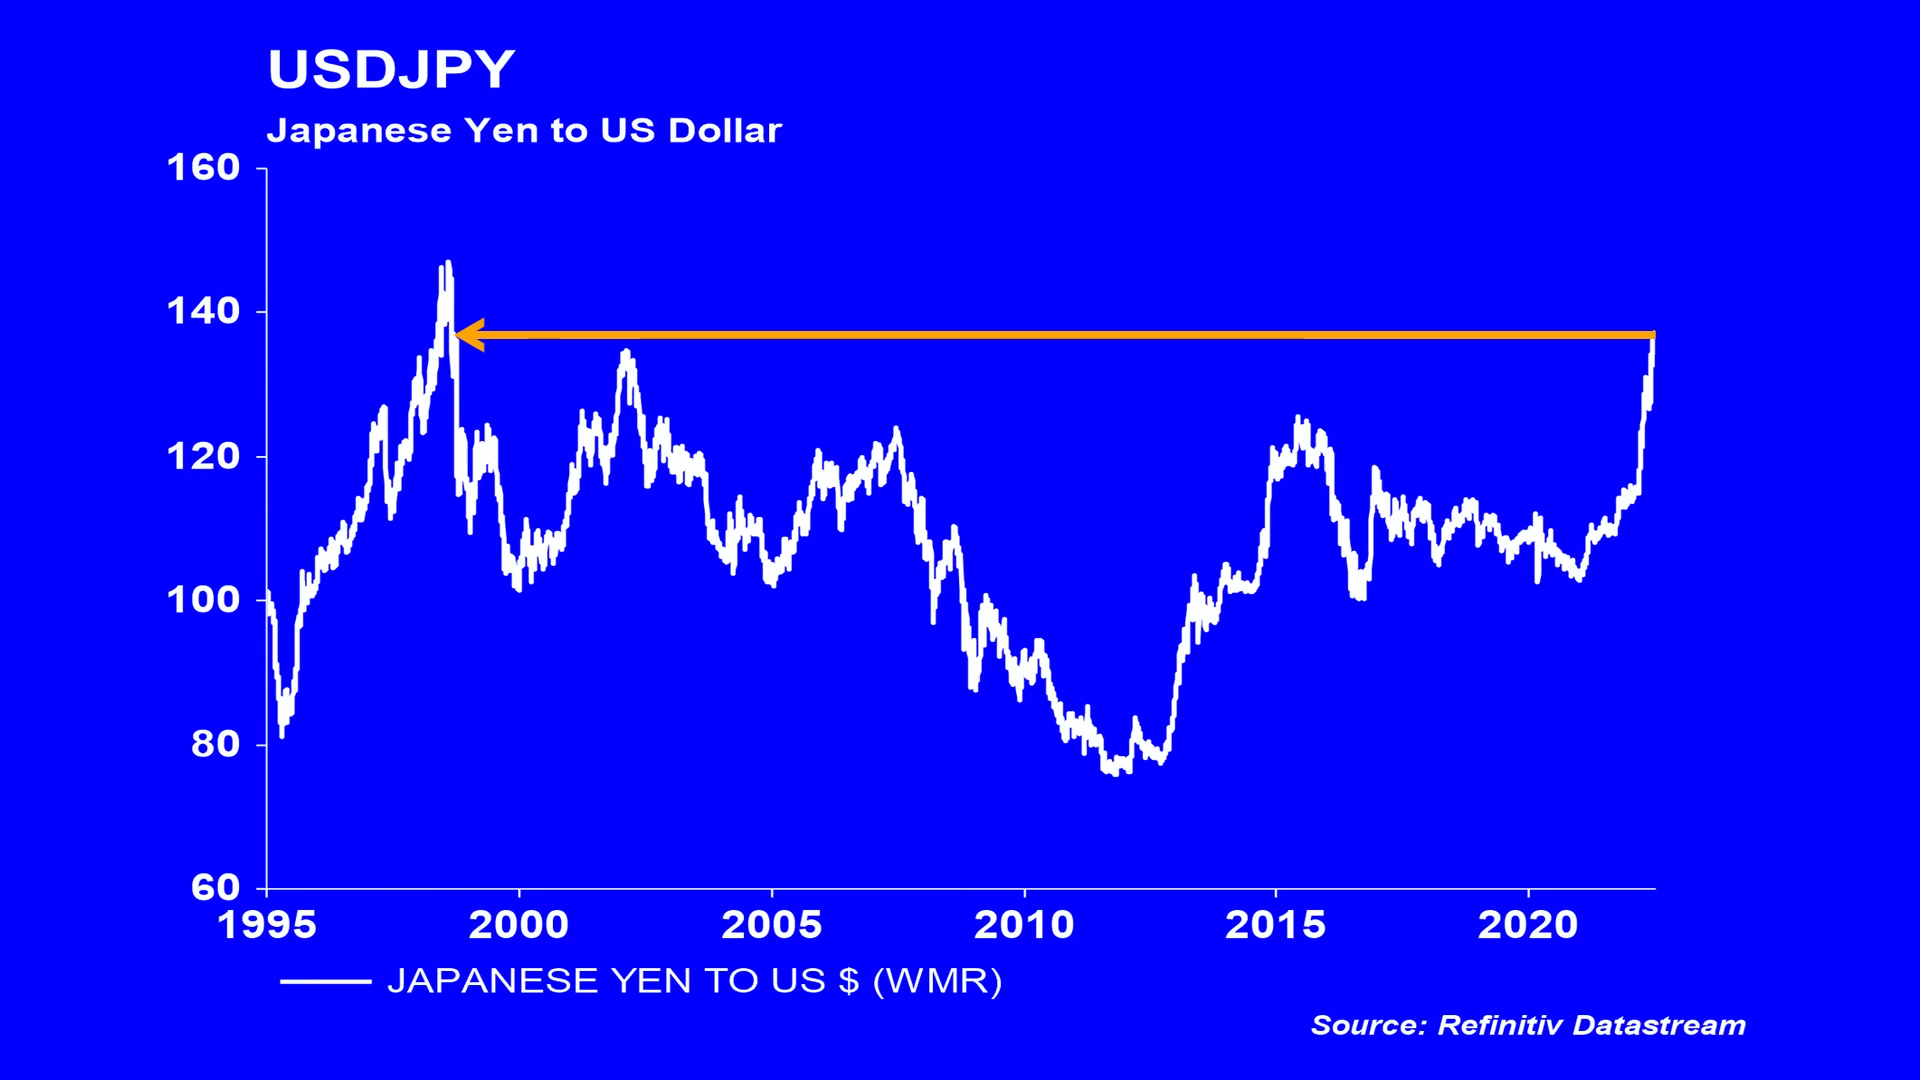 USDJPY
Japanese Yen to US Dollar
160
140
120
100
80
60
1995 2000 2005 2010 2015 2020
JAPANESE YEN TO US $ (WMR)
Source: Refinitiv Datastream